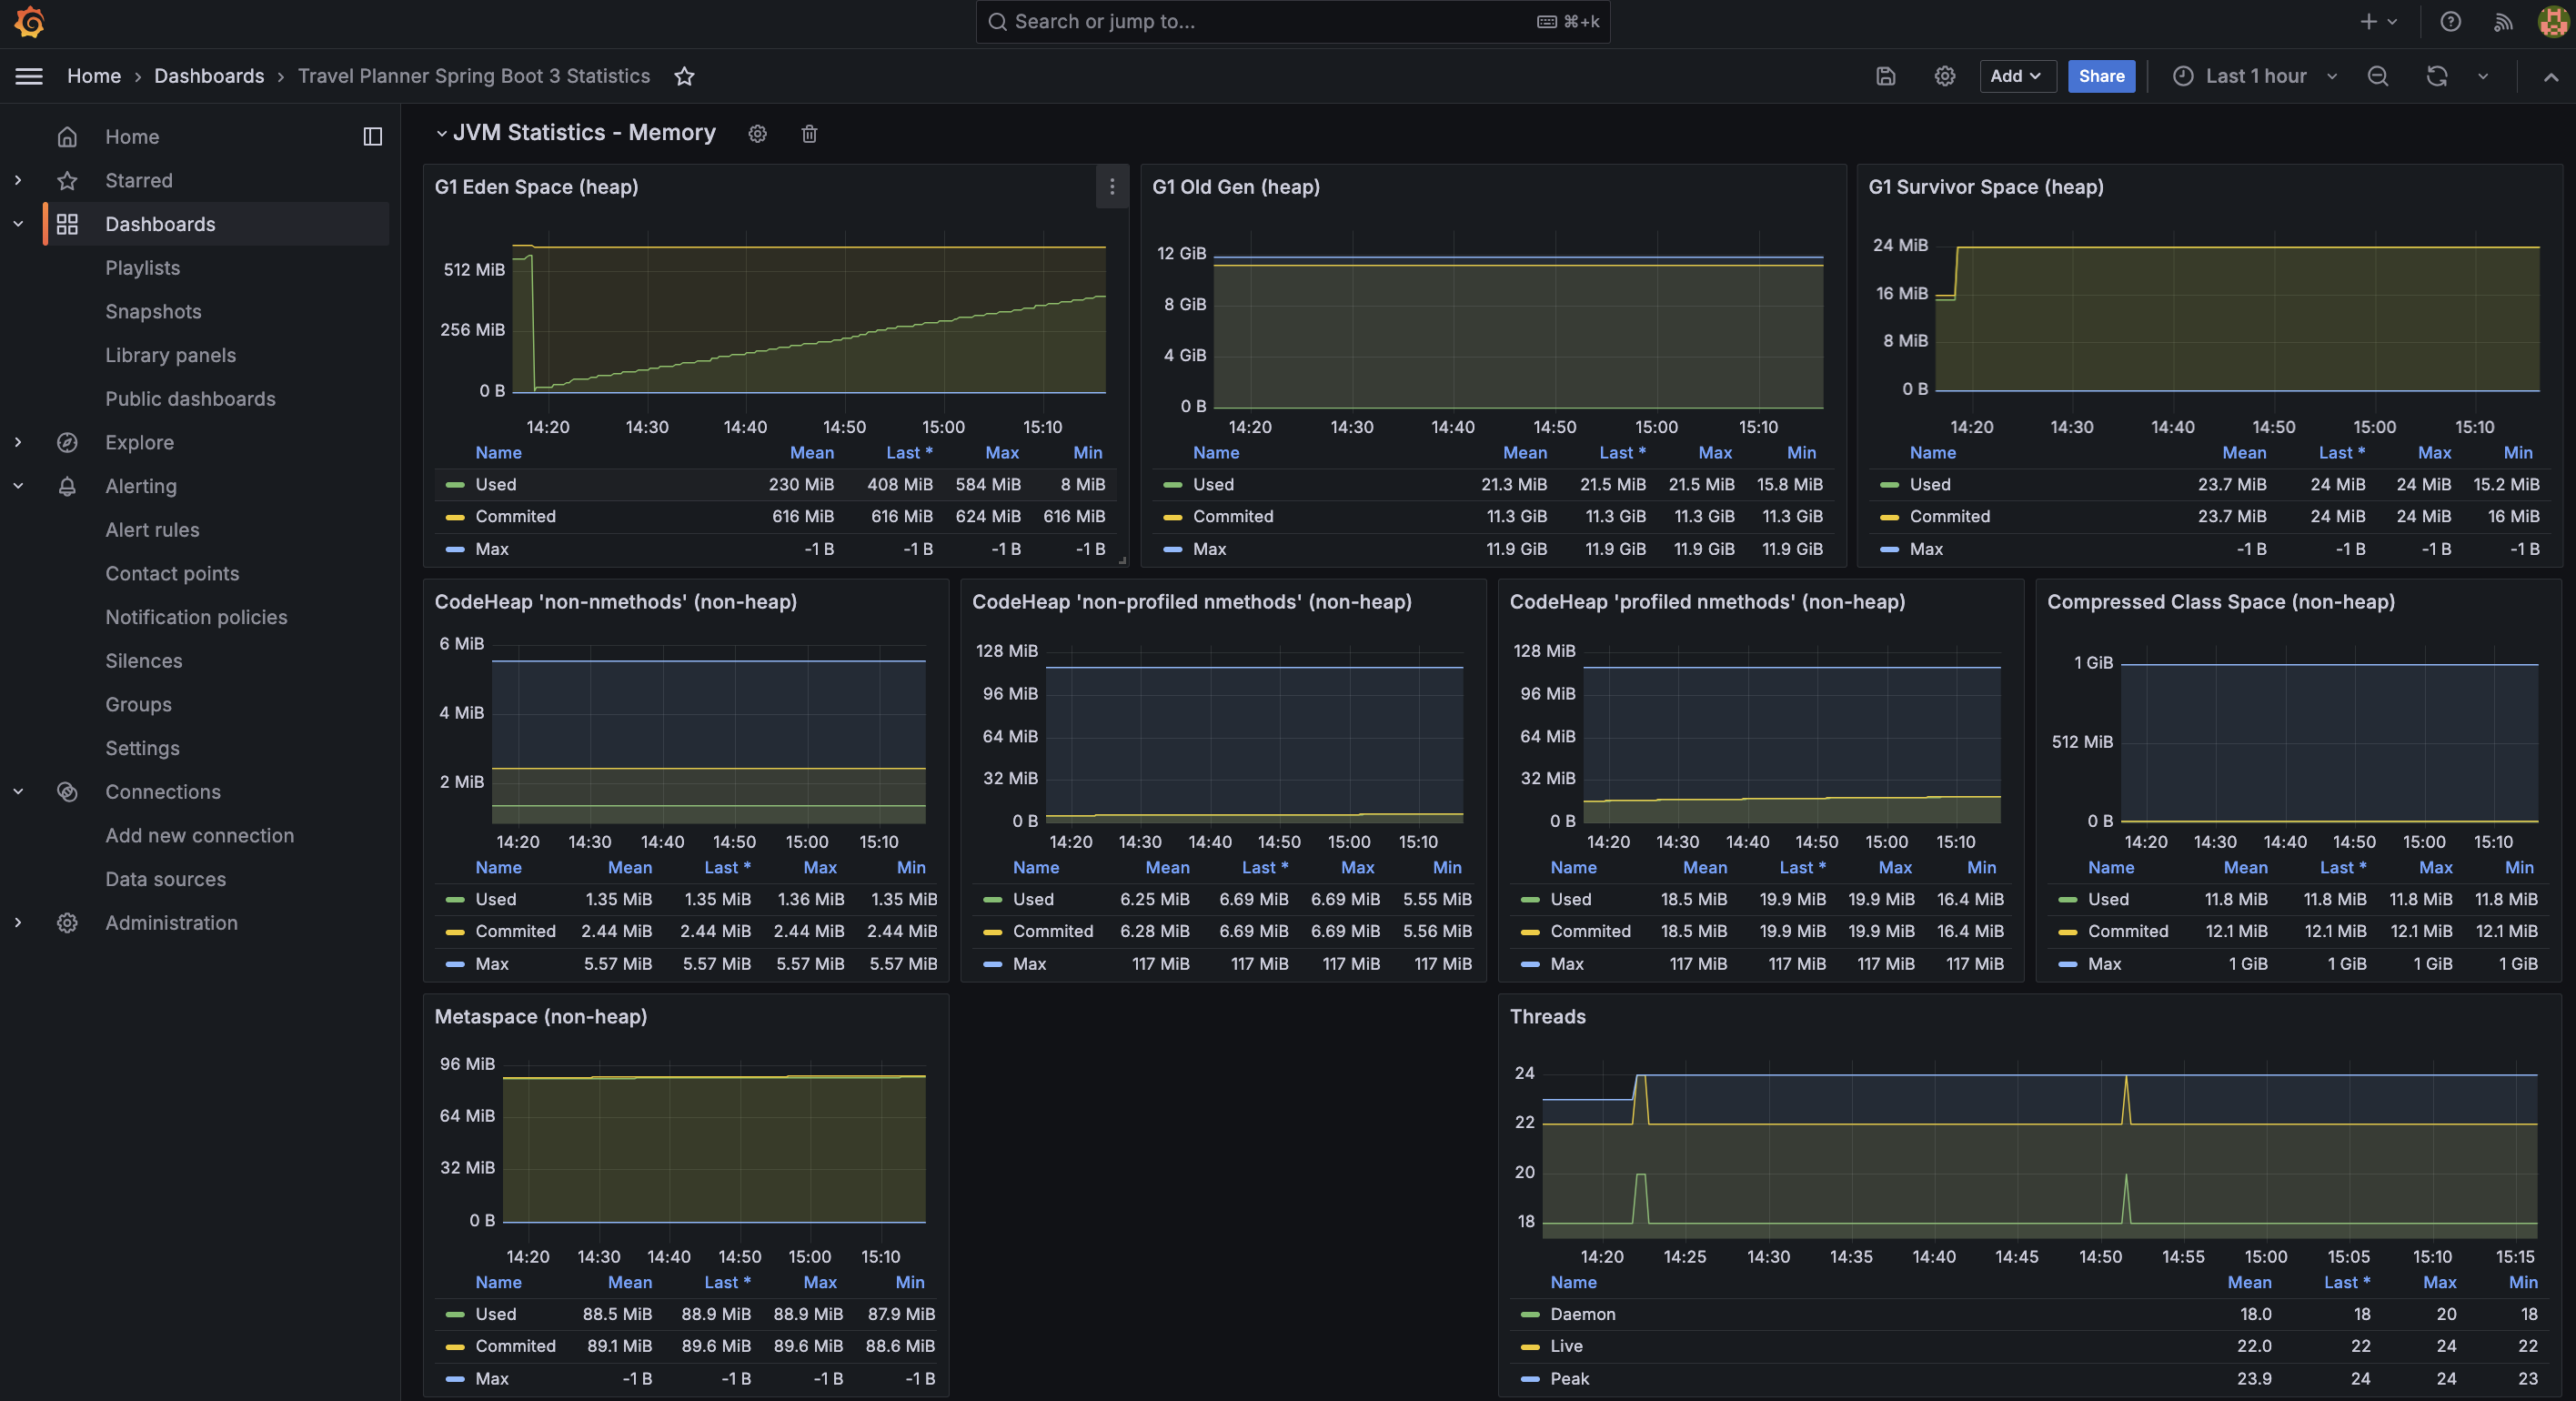 Search or jump to... ⌘+k
Home › Dashboards › Travel Planner Spring Boot 3 Statistics
Add
Share
Last 1 hour
Home
Starred
Dashboards
Playlists
Snapshots
Library panels
Public dashboards
Explore
Alerting
Alert rules
Contact points
Notification policies
Silences
Groups
Settings
Connections
Add new connection
Data sources
Administration
JVM Statistics - Memory
G1 Eden Space (heap)
512 MiB
256 MiB
0 B
14:20 14:30 14:40 14:50 15:00 15:10
Name Mean Last * Max Min
Used 230 MiB 408 MiB 584 MiB 8 MiB
Commited 616 MiB 616 MiB 624 MiB 616 MiB
Max -1 B -1 B -1 B -1 B
G1 Old Gen (heap)
12 GiB
8 GiB
4 GiB
0 B
14:20 14:30 14:40 14:50 15:00 15:10
Name Mean Last * Max Min
Used 21.3 MiB 21.5 MiB 21.5 MiB 15.8 MiB
Commited 11.3 GiB 11.3 GiB 11.3 GiB 11.3 GiB
Max 11.9 GiB 11.9 GiB 11.9 GiB 11.9 GiB
G1 Survivor Space (heap)
24 MiB
16 MiB
8 MiB
0 B
14:20 14:30 14:40 14:50 15:00 15:10
Name Mean Last * Max Min
Used 23.7 MiB 24 MiB 24 MiB 15.2 MiB
Commited 23.7 MiB 24 MiB 24 MiB 16 MiB
Max -1 B -1 B -1 B -1 B
CodeHeap 'non-nmethods' (non-heap)
6 MiB
4 MiB
2 MiB
14:20 14:30 14:40 14:50 15:00 15:10
Name Mean Last * Max Min
Used 1.35 MiB 1.35 MiB 1.36 MiB 1.35 MiB
Commited 2.44 MiB 2.44 MiB 2.44 MiB 2.44 MiB
Max 5.57 MiB 5.57 MiB 5.57 MiB 5.57 MiB
CodeHeap 'non-profiled nmethods' (non-heap)
128 MiB
96 MiB
64 MiB
32 MiB
0 B
14:20 14:30 14:40 14:50 15:00 15:10
Name Mean Last * Max Min
Used 6.25 MiB 6.69 MiB 6.69 MiB 5.55 MiB
Commited 6.28 MiB 6.69 MiB 6.69 MiB 5.56 MiB
Max 117 MiB 117 MiB 117 MiB 117 MiB
CodeHeap 'profiled nmethods' (non-heap)
128 MiB
96 MiB
64 MiB
32 MiB
0 B
14:20 14:30 14:40 14:50 15:00 15:10
Name Mean Last * Max Min
Used 18.5 MiB 19.9 MiB 19.9 MiB 16.4 MiB
Commited 18.5 MiB 19.9 MiB 19.9 MiB 16.4 MiB
Max 117 MiB 117 MiB 117 MiB 117 MiB
Compressed Class Space (non-heap)
1 GiB
512 MiB
0 B
14:20 14:30 14:40 14:50 15:00 15:10
Name Mean Last * Max Min
Used 11.8 MiB 11.8 MiB 11.8 MiB 11.8 MiB
Commited 12.1 MiB 12.1 MiB 12.1 MiB 12.1 MiB
Max 1 GiB 1 GiB 1 GiB 1 GiB
Metaspace (non-heap)
96 MiB
64 MiB
32 MiB
0 B
14:20 14:30 14:40 14:50 15:00 15:10
Name Mean Last * Max Min
Used 88.5 MiB 88.9 MiB 88.9 MiB 87.9 MiB
Commited 89.1 MiB 89.6 MiB 89.6 MiB 88.6 MiB
Max -1 B -1 B -1 B -1 B
Threads
24
22
20
18
14:20 14:25 14:30 14:35 14:40 14:45 14:50 14:55 15:00 15:05 15:10 15:15
Name Mean Last * Max Min
Daemon 18.0 18 20 18
Live 22.0 22 24 22
Peak 23.9 24 24 23